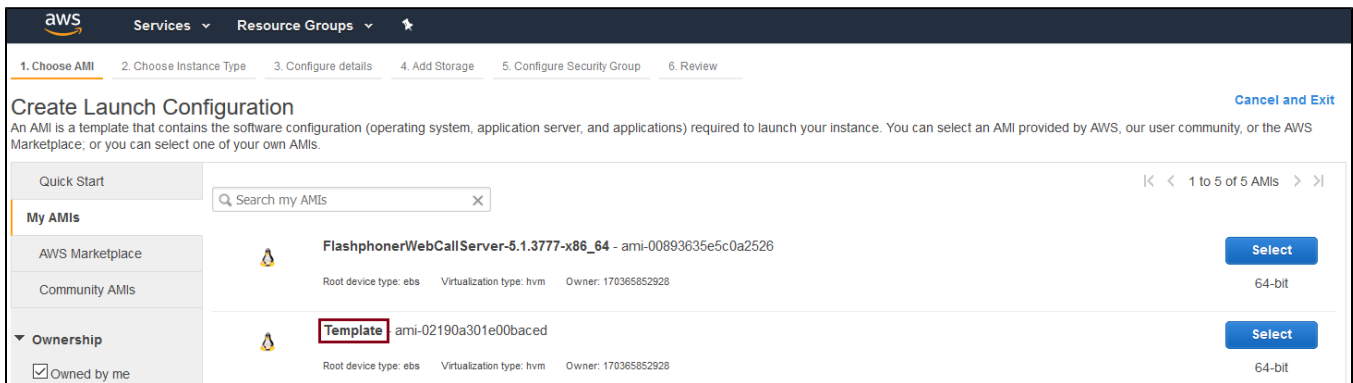 aws
Services
Resource Groups
1. Choose AMI
2. Choose Instance Type
3. Configure details
4. Add Storage
5. Configure Security Group
6. Review
Create Launch Configuration
Cancel and Exit
An AMI is a template that contains the software configuration (operating system, application server, and applications) required to launch your instance. You can select an AMI provided by AWS, our user community, or the AWS
Marketplace; or you can select one of your own AMIs.
Quick Start
My AMIs
AWS Marketplace
Community AMIs
Ownership
Owned by me
Search my AMIs
1 to 5 of 5 AMIs
FlashphonerWebCallServer-5.1.3777-x86_64 - ami-00893635e5c0a2526
Root device type: ebs Virtualization type: hvm Owner: 170365852928
Select
64-bit
Template - ami-02190a301e00baced
Root device type: ebs Virtualization type: hvm Owner: 170365852928
Select
64-bit